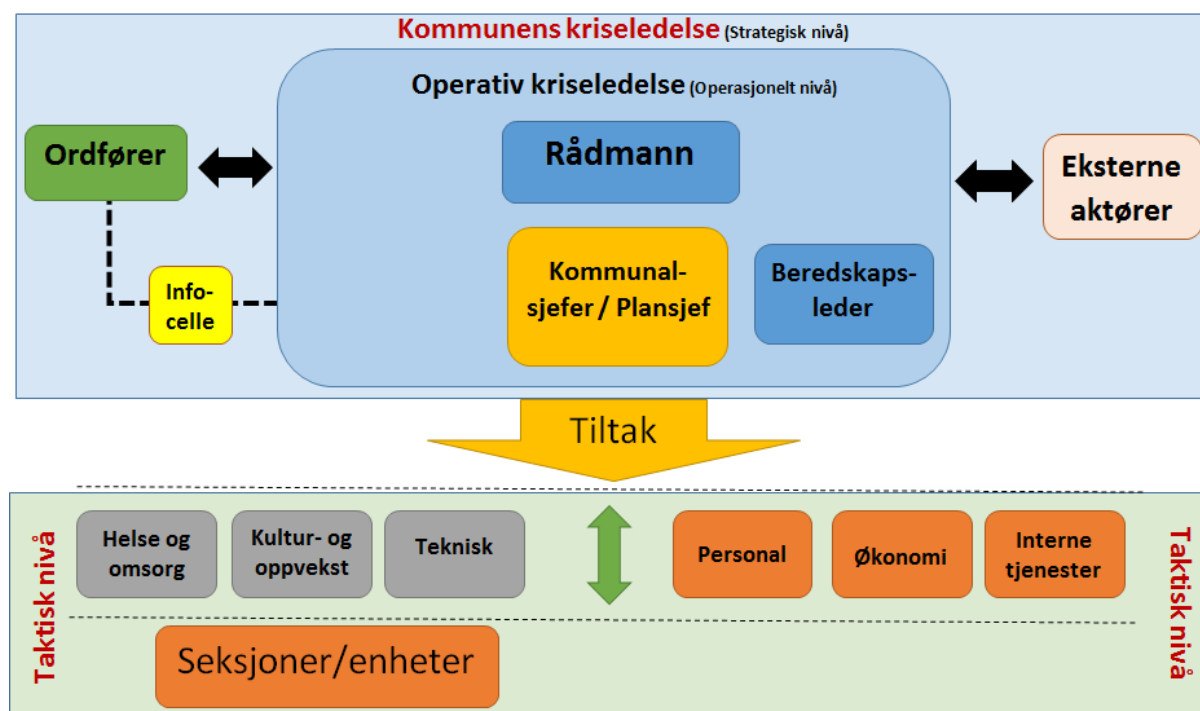 Kommunens kriseledelse (Strategisk nivå)
Operativ kriseledelse (Operasjonelt nivå)
Ordfører
Rådmann
Eksterne
aktører
Info-
celle
Kommunal-
sjefer / Plansjef
Beredskaps-
leder
Tiltak
Taktisk nivå
Helse og
omsorg
Kultur- og
oppvekst
Teknisk
Personal
Økonomi
Interne
tjenester
Taktisk nivå
Seksjoner/enheter